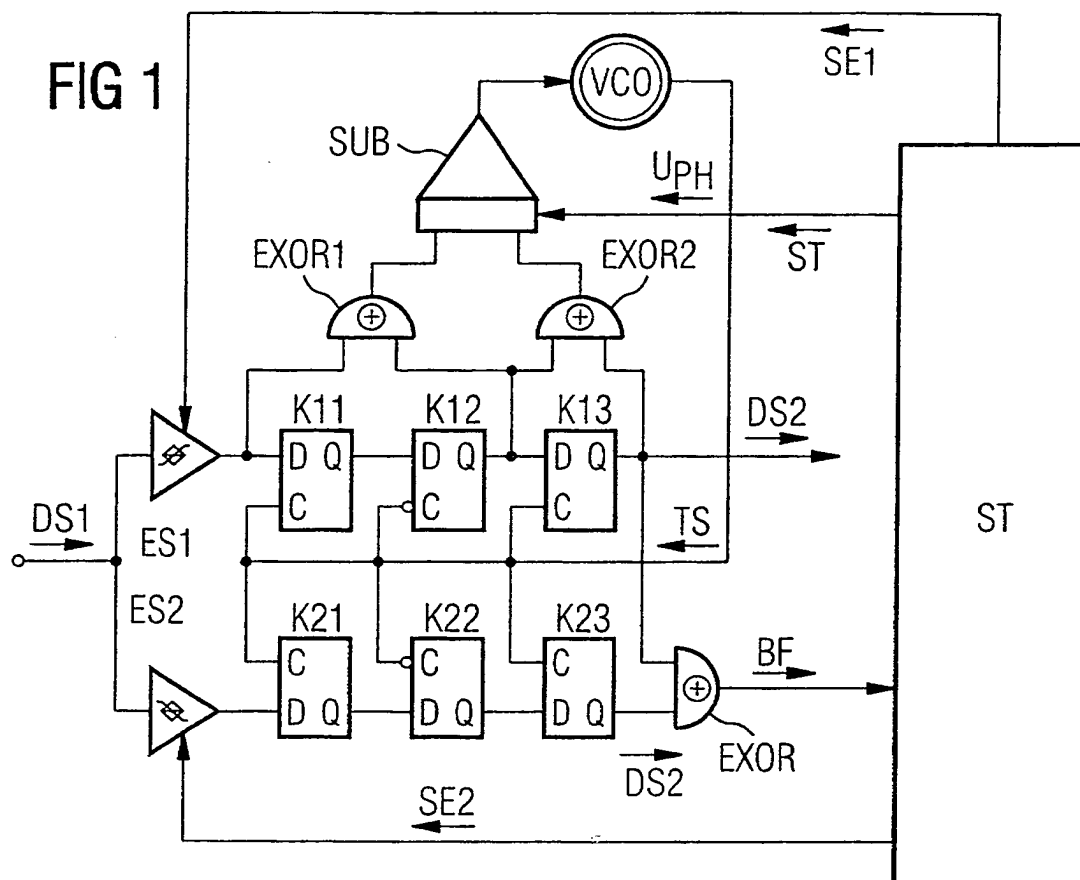 FIG 1
SE1
VCO
SUB
UPH
ST
EXOR1
EXOR2
K11
K12
K13
DS2
D Q
D Q
D Q
C
C
C
DS1
ES1
TS
ST
ES2
K21
K22
K23
C
C
C
BF
D Q
D Q
D Q
EXOR
DS2
SE2